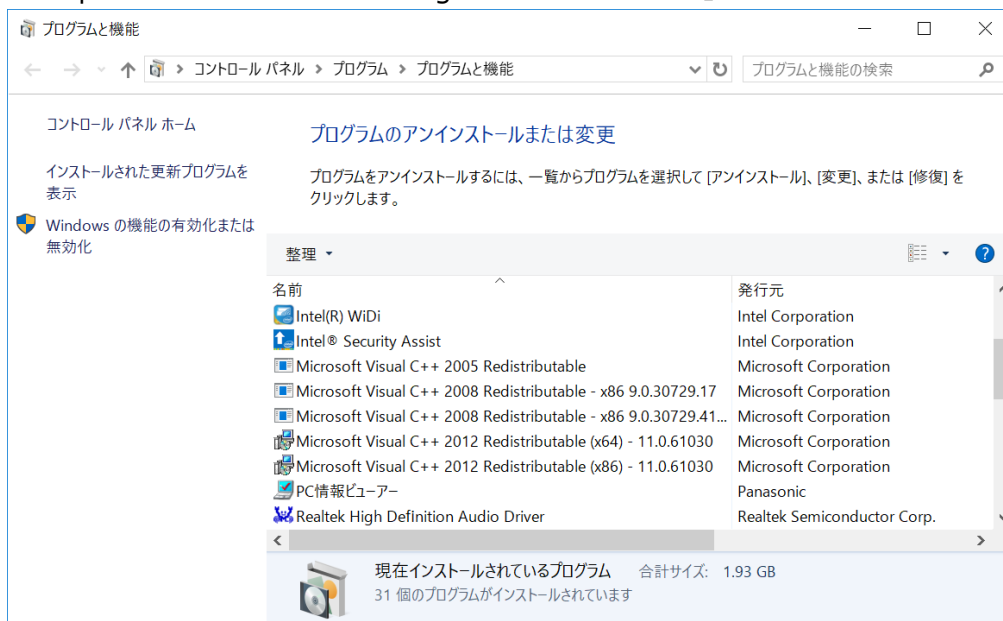 プログラムと機能
コントロール パネル > プログラム > プログラムと機能
プログラムと機能の検索
コントロール パネル ホーム
インストールされた更新プログラムを
表示
Windows の機能の有効化または
無効化
プログラムのアンインストールまたは変更
プログラムをアンインストールするには、一覧からプログラムを選択して [アンインストール]、[変更]、または [修復] を
クリックします。
整理
名前 発行元
Intel(R) WiDi Intel Corporation
Intel® Security Assist Intel Corporation
Microsoft Visual C++ 2005 Redistributable Microsoft Corporation
Microsoft Visual C++ 2008 Redistributable - x86 9.0.30729.17 Microsoft Corporation
Microsoft Visual C++ 2008 Redistributable - x86 9.0.30729.41... Microsoft Corporation
Microsoft Visual C++ 2012 Redistributable (x64) - 11.0.61030 Microsoft Corporation
Microsoft Visual C++ 2012 Redistributable (x86) - 11.0.61030 Microsoft Corporation
PC情報ビューアー Panasonic
Realtek High Definition Audio Driver Realtek Semiconductor Corp.
現在インストールされているプログラム 合計サイズ: 1.93 GB
31 個のプログラムがインストールされています